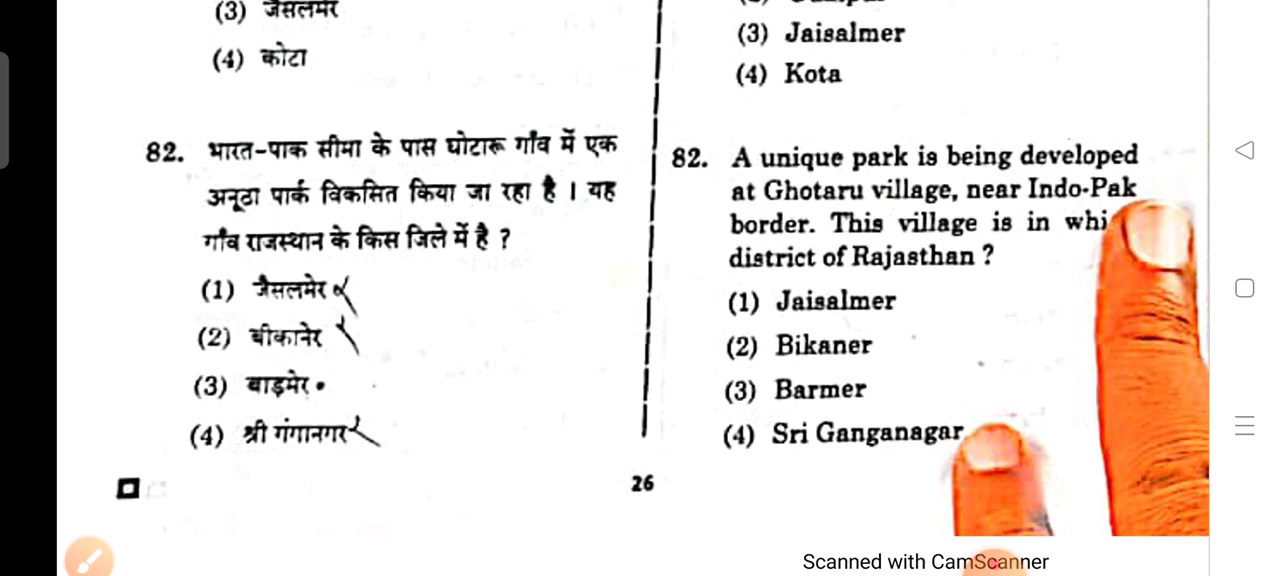 (3) जैसलमेर
(4) कोटा
82. भारत-पाक सीमा के पास घोटारू गाँव में एक
अनूठा पार्क विकसित किया जा रहा है । यह
गाँव राजस्थान के किस जिले में है ?
(1) जैसलमेर
(2) बीकानेर
(3) बाड़मेर
(4) श्री गंगानगर
(3) Jaisalmer
(4) Kota
82. A unique park is being developed
at Ghotaru village, near Indo-Pak
border. This village is in whi
district of Rajasthan ?
(1) Jaisalmer
(2) Bikaner
(3) Barmer
(4) Sri Ganganagar
26
Scanned with CamScanner